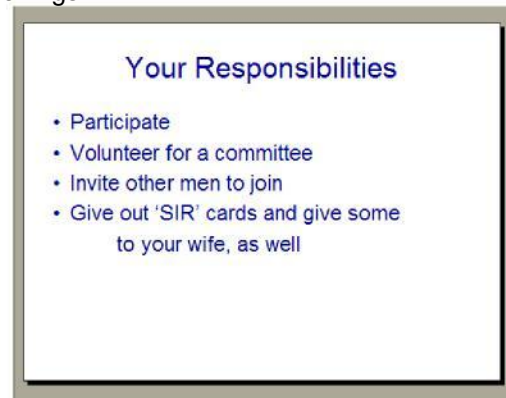 Your Responsibilities
• Participate
• Volunteer for a committee
• Invite other men to join
• Give out ‘SIR’ cards and give some
to your wife, as well